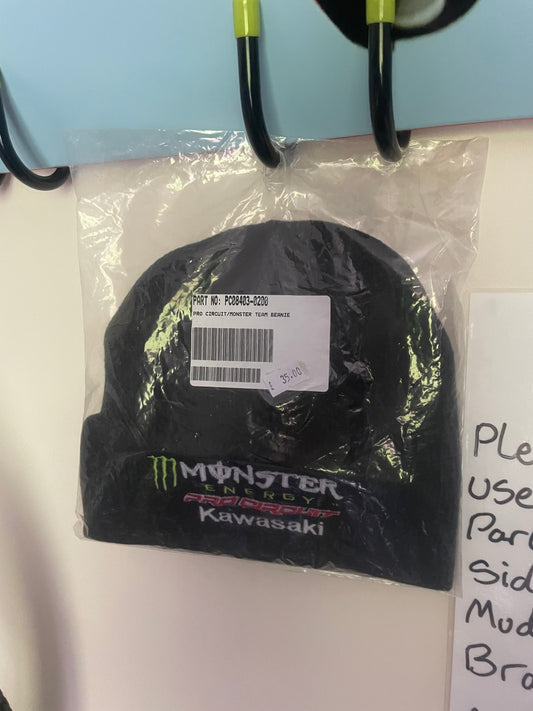 PART NO: PC08403-0200
PRO CIRCUIT/MONSTER TEAM BEANIE
£ 35.00
MONSTER
ENERGY
PRO CIRCUIT
Kawasaki
Ple
use
Par
Sid
Mud
Bra